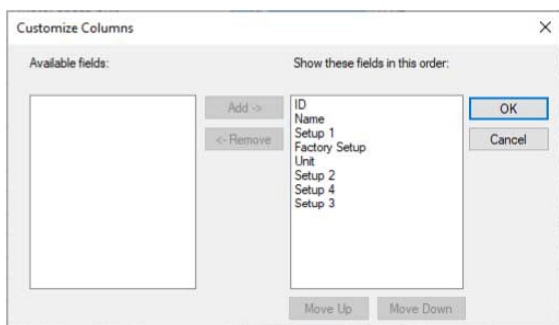 Customize Columns
Available fields:
Show these fields in this order:
Add ->
<- Remove
ID
Name
Setup 1
Factory Setup
Unit
Setup 2
Setup 4
Setup 3
OK
Cancel
Move Up
Move Down